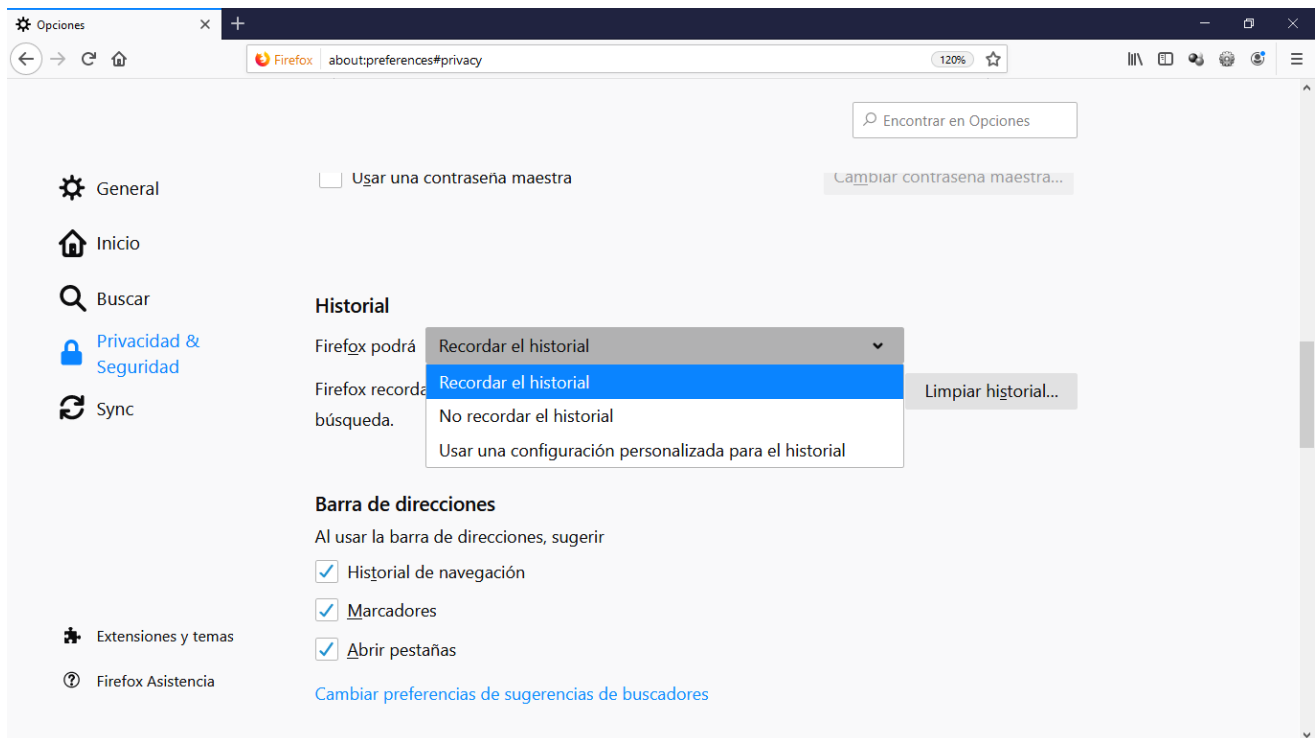 Opciones
Firefox about:preferences#privacy 120%
Encontrar en Opciones
General
Usar una contraseña maestra Cambiar contraseña maestra...
Inicio
Buscar
Historial
Privacidad &
Seguridad
Firefox podrá Recordar el historial
Recordar el historial
Firefox recorda Limpiar historial...
No recordar el historial
búsqueda.
Usar una configuración personalizada para el historial
Sync
Barra de direcciones
Al usar la barra de direcciones, sugerir
Historial de navegación
Marcadores
Abrir pestañas
Extensiones y temas
Firefox Asistencia
Cambiar preferencias de sugerencias de buscadores